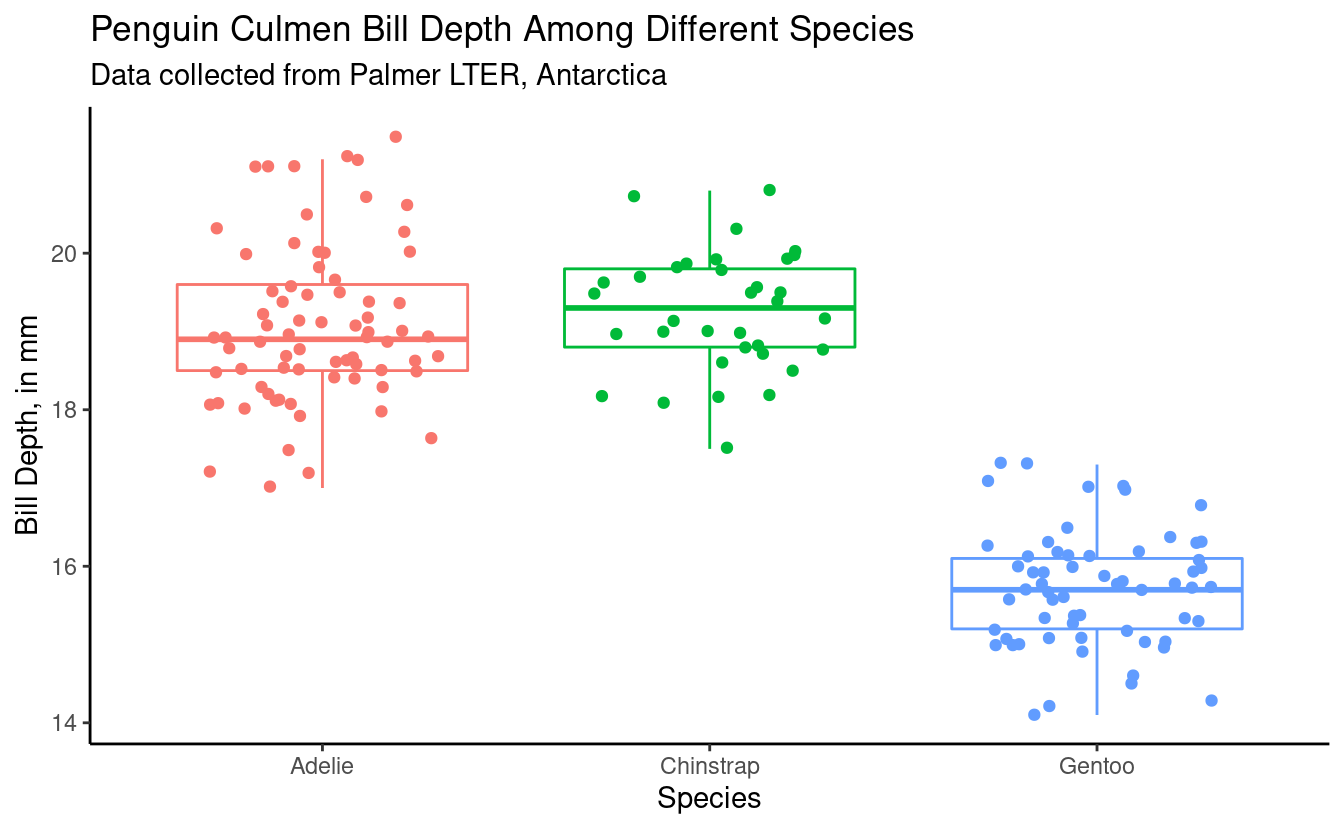 Penguin Culmen Bill Depth Among Different Species
Data collected from Palmer LTER, Antarctica
Bill Depth, in mm
20
18
16
14
Adelie
Chinstrap
Gentoo
Species